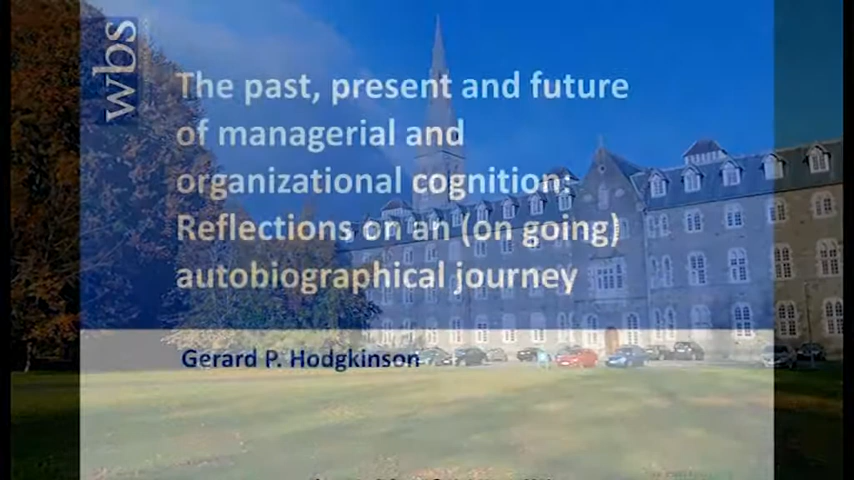 wbs
The past, present and future
of managerial and
organizational cognition:
Reflections on an (on going)
autobiographical journey
Gerard P. Hodgkinson